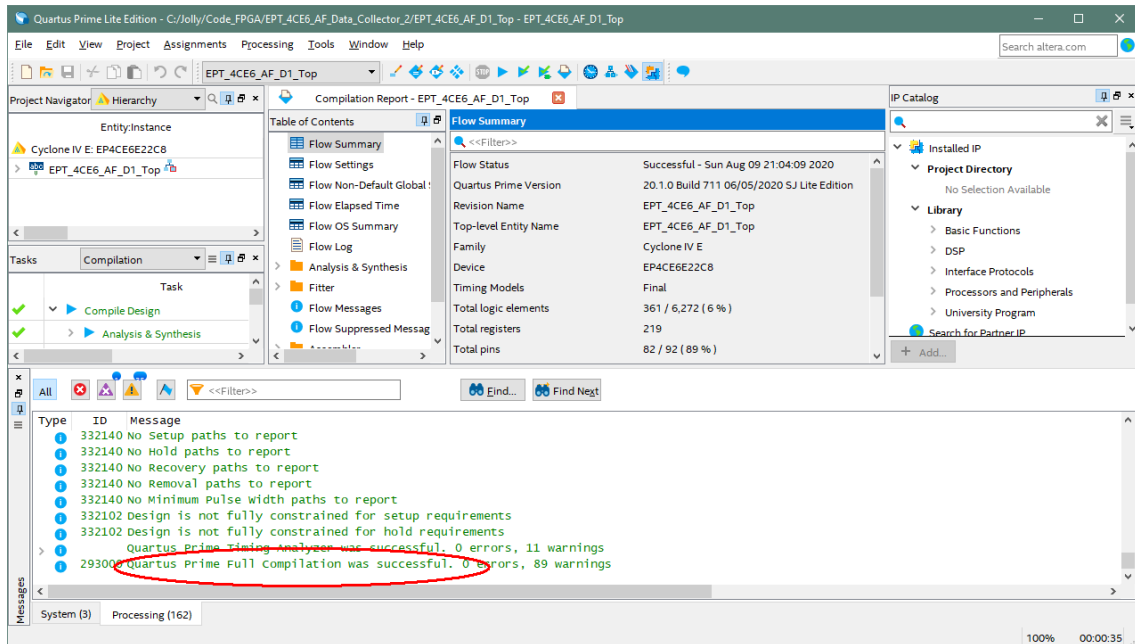 Quartus Prime Lite Edition - C:/Jolly/Code_FPGA/EPT_4CE6_AF_Data_Collector_2/EPT_4CE6_AF_D1_Top - EPT_4CE6_AF_D1_Top
File Edit View Project Assignments Processing Tools Window Help
Search altera.com
EPT_4CE6_AF_D1_Top
STOP
Project Navigator Hierarchy
Entity:Instance
Cyclone IV E: EP4CE6E22C8
abd EPT_4CE6_AF_D1_Top
Tasks Compilation
Task
Compile Design
Analysis & Synthesis
Compilation Report - EPT_4CE6_AF_D1_Top
Table of Contents
Flow Summary
Flow Settings
Flow Non-Default Global
Flow Elapsed Time
Flow OS Summary
Flow Log
Analysis & Synthesis
Fitter
Flow Messages
Flow Suppressed Messag
Flow Summary
<<Filter>>
Flow Status Successful - Sun Aug 09 21:04:09 2020
Quartus Prime Version 20.1.0 Build 711 06/05/2020 SJ Lite Edition
Revision Name EPT_4CE6_AF_D1_Top
Top-level Entity Name EPT_4CE6_AF_D1_Top
Family Cyclone IV E
Device EP4CE6E22C8
Timing Models Final
Total logic elements 361 / 6,272 ( 6 % )
Total registers 219
Total pins 82 / 92 ( 89 % )
IP Catalog
Installed IP
Project Directory
No Selection Available
Library
Basic Functions
DSP
Interface Protocols
Processors and Peripherals
University Program
Search for Partner IP
+ Add...
All <<Filter>> Find... Find Next
Type ID Message
332140 No Setup paths to report
332140 No Hold paths to report
332140 No Recovery paths to report
332140 No Removal paths to report
332140 No Minimum Pulse Width paths to report
332102 Design is not fully constrained for setup requirements
332102 Design is not fully constrained for hold requirements
Quartus Prime Timing Analyzer was successful. 0 errors, 11 warnings
293000 Quartus Prime Full Compilation was successful. 0 errors, 89 warnings
Messages
System (3) Processing (162)
100% 00:00:35